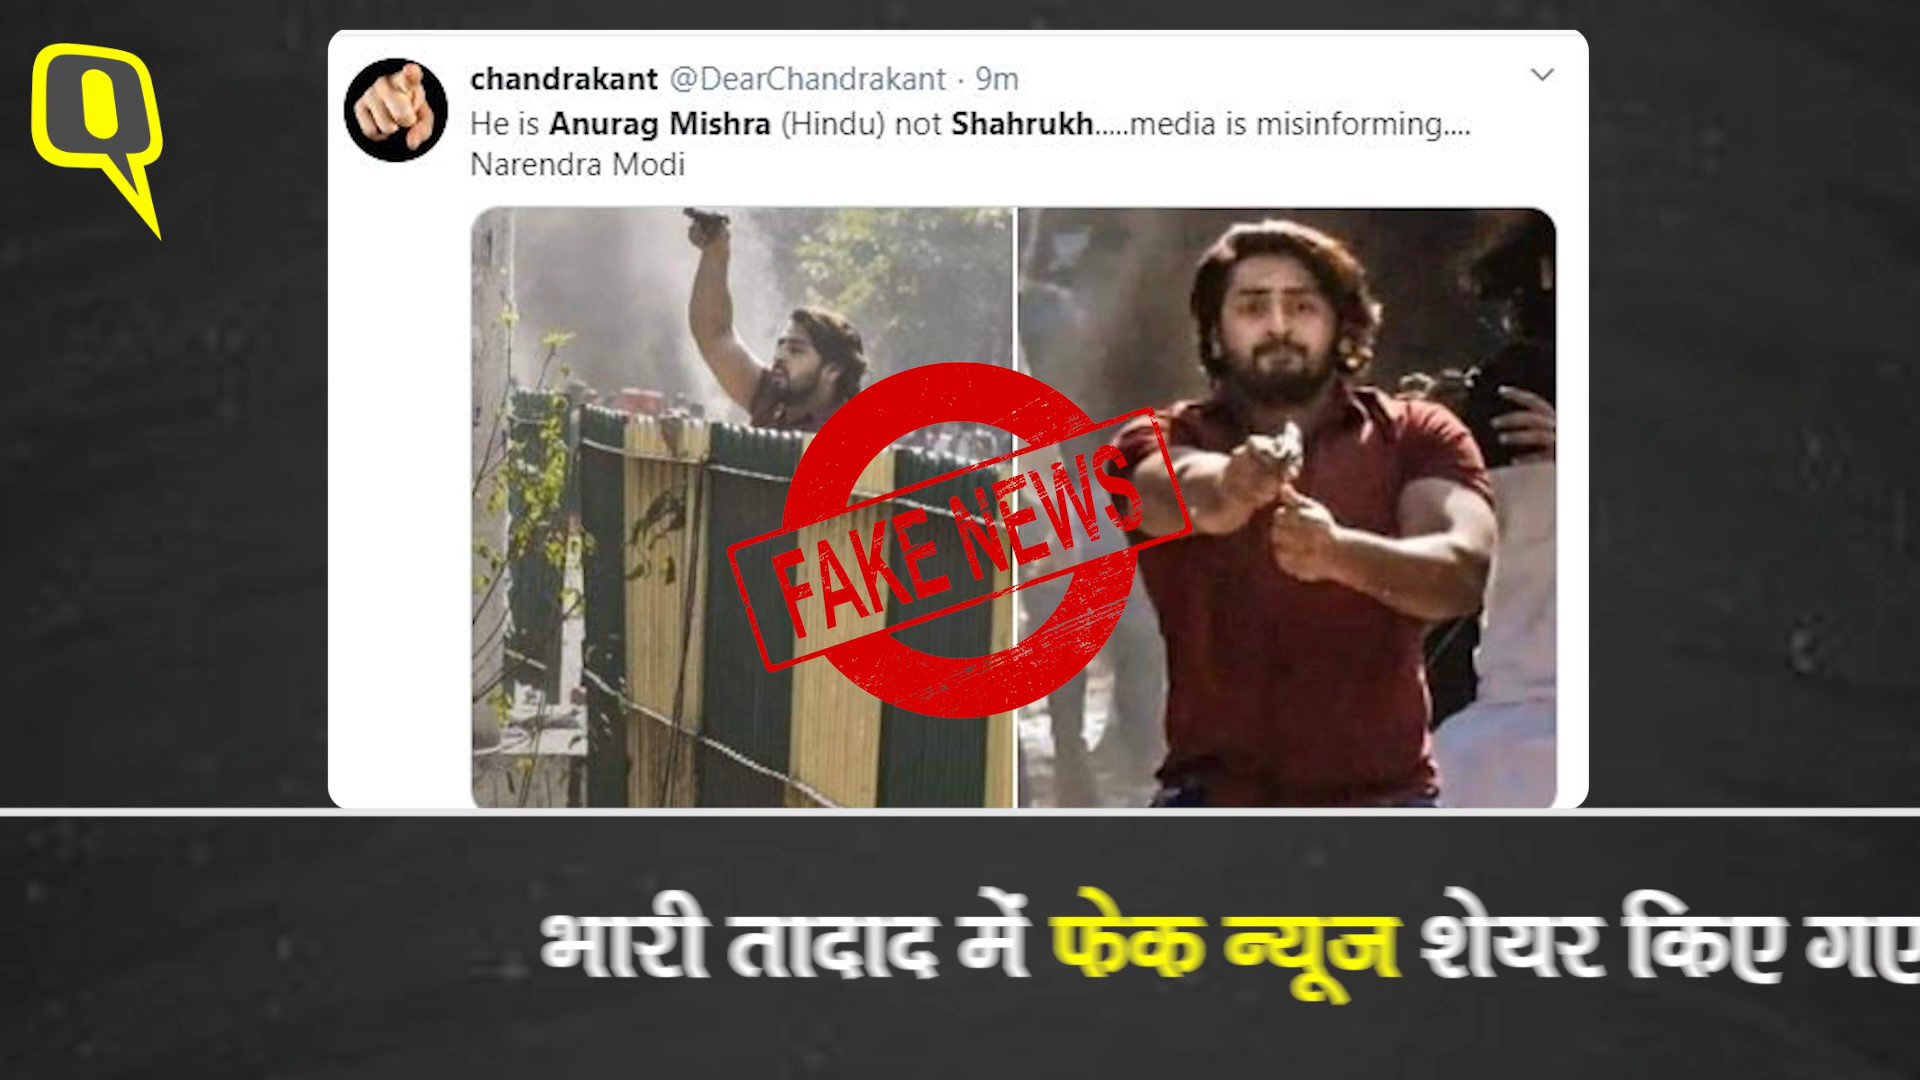 chandrakant @DearChandrakant · 9m
He is Anurag Mishra (Hindu) not Shahrukh.....media is misinforming....
Narendra Modi
FAKE NEWS
भारी तादाद में फेक न्यूज शेयर किए गए